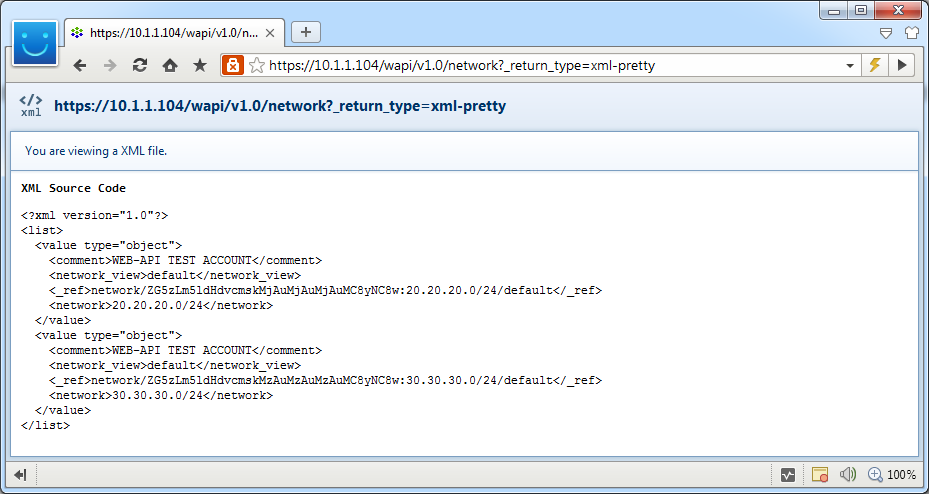 https://10.1.1.104/wapi/v1.0/n...
https://10.1.1.104/wapi/v1.0/network?_return_type=xml-pretty
</>
xml
https://10.1.1.104/wapi/v1.0/network?_return_type=xml-pretty
You are viewing a XML file.
XML Source Code
<?xml version="1.0"?>
<list>
  <value type="object">
    <comment>WEB-API TEST ACCOUNT</comment>
    <network_view>default</network_view>
    <_ref>network/ZG5zLm5ldHdvcmskMjAuMjAuMjAuMC8yNC8w:20.20.20.0/24/default</_ref>
    <network>20.20.20.0/24</network>
  </value>
  <value type="object">
    <comment>WEB-API TEST ACCOUNT</comment>
    <network_view>default</network_view>
    <_ref>network/ZG5zLm5ldHdvcmskMzAuMzAuMzAuMC8yNC8w:30.30.30.0/24/default</_ref>
    <network>30.30.30.0/24</network>
  </value>
</list>
100%